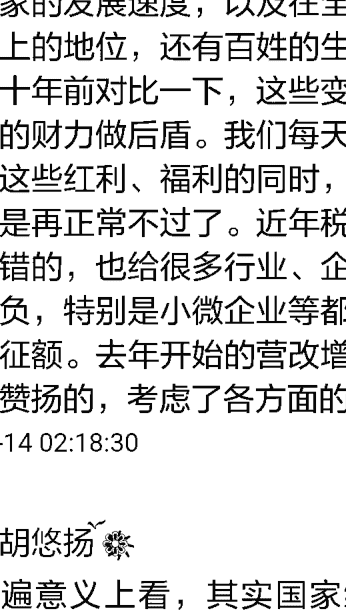 家的发展速度，以及在全
上的地位，还有百姓的生
十年前对比一下，这些变
的财力做后盾。我们每天
这些红利、福利的同时，
是再正常不过了。近年税
错的，也给很多行业、企
负，特别是小微企业等都
征额。去年开始的营改增
赞扬的，考虑了各方面的
-14 02:18:30
胡悠扬
遍意义上看，其实国家